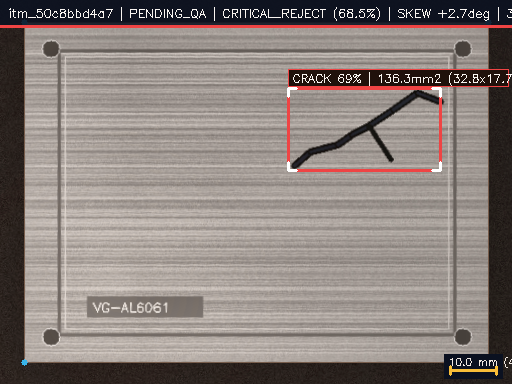 itm_50c8bbd4a7 | PENDING_QA | CRITICAL_REJECT (68.5%) | SKEW +2.7deg | 3
CRACK 69% | 136.3mm2 (32.8x17.7
VG-AL6061
10.0 mm (4